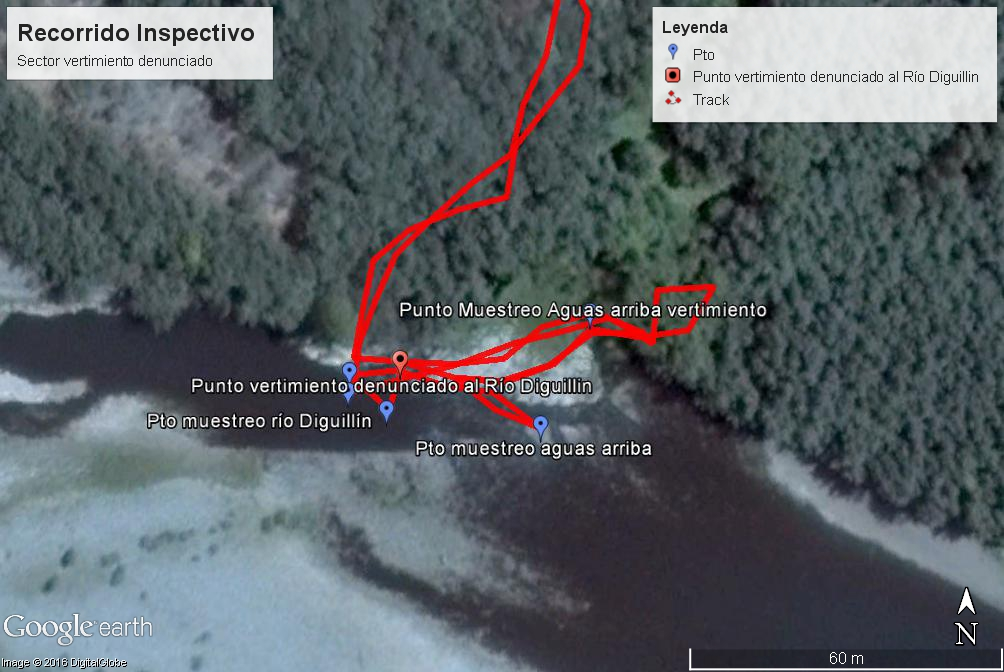 Recorrido Inspectivo
Sector vertimiento denunciado
Leyenda
Pto
Punto vertimiento denunciado al Río Diguillin
Track
Punto Muestreo Aguas arriba vertimiento
Punto vertimiento denunciado al Río Diguillin
Pto muestreo río Diguillín
Pto muestreo aguas arriba
Google earth
N
Image © 2016 DigitalGlobe
60 m